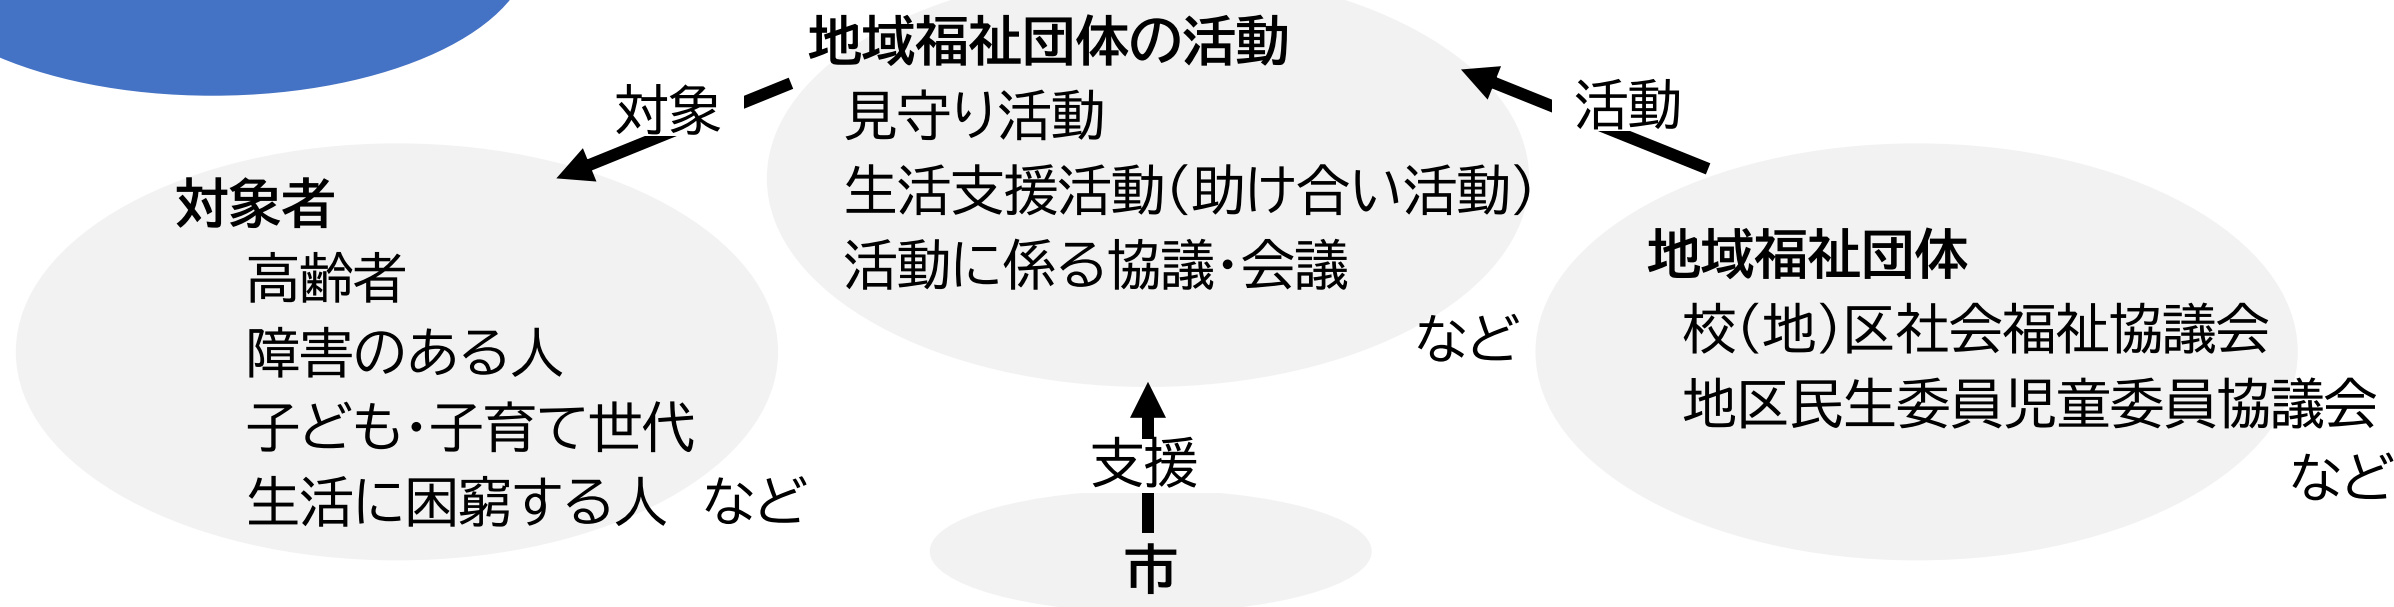 地域福祉団体の活動
見守り活動
生活支援活動(助け合い活動)
活動に係る協議・会議
など
対象
活動
対象者
高齢者
障害のある人
子ども・子育て世代
生活に困窮する人 など
地域福祉団体
校(地)区社会福祉協議会
地区民生委員児童委員協議会
など
支援
市